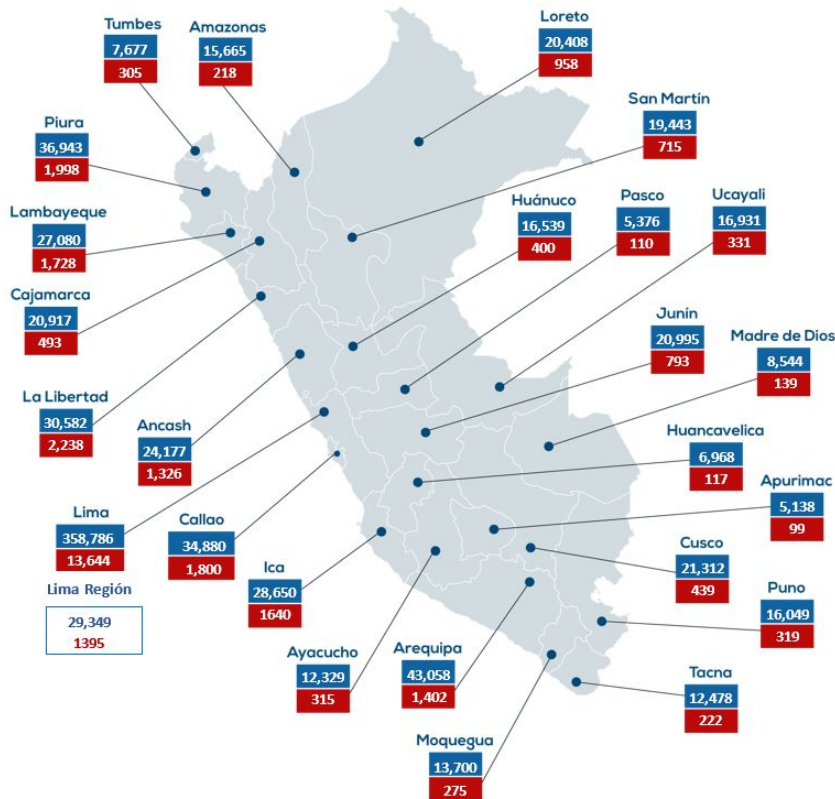 Tumbes
7,677
305
Amazonas
15,665
218
Loreto
20,408
958
San Martín
19,443
715
Piura
36,943
1,998
Huánuco
16,539
400
Pasco
5,376
110
Ucayali
16,931
331
Lambayeque
27,080
1,728
Cajamarca
20,917
493
Junín
20,995
793
Madre de Dios
8,544
139
La Libertad
30,582
2,238
Ancash
24,177
1,326
Huancavelica
6,968
117
Apurimac
5,138
99
Lima
358,786
13,644
Callao
34,880
1,800
Ica
28,650
1640
Cusco
21,312
439
Puno
16,049
319
Lima Región
29,349
1395
Ayacucho
12,329
315
Arequipa
43,058
1,402
Tacna
12,478
222
Moquegua
13,700
275